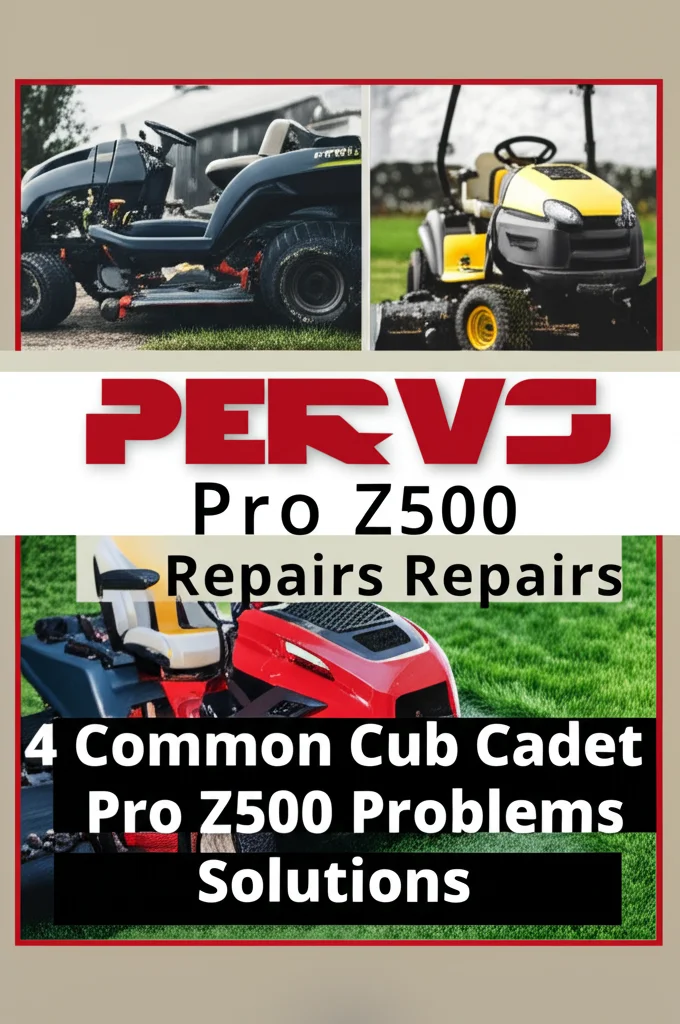 PERVS
Pro Z500
Repairs Repairs
4 Common Cub Cadet
Pro Z500 Problems
Solutions